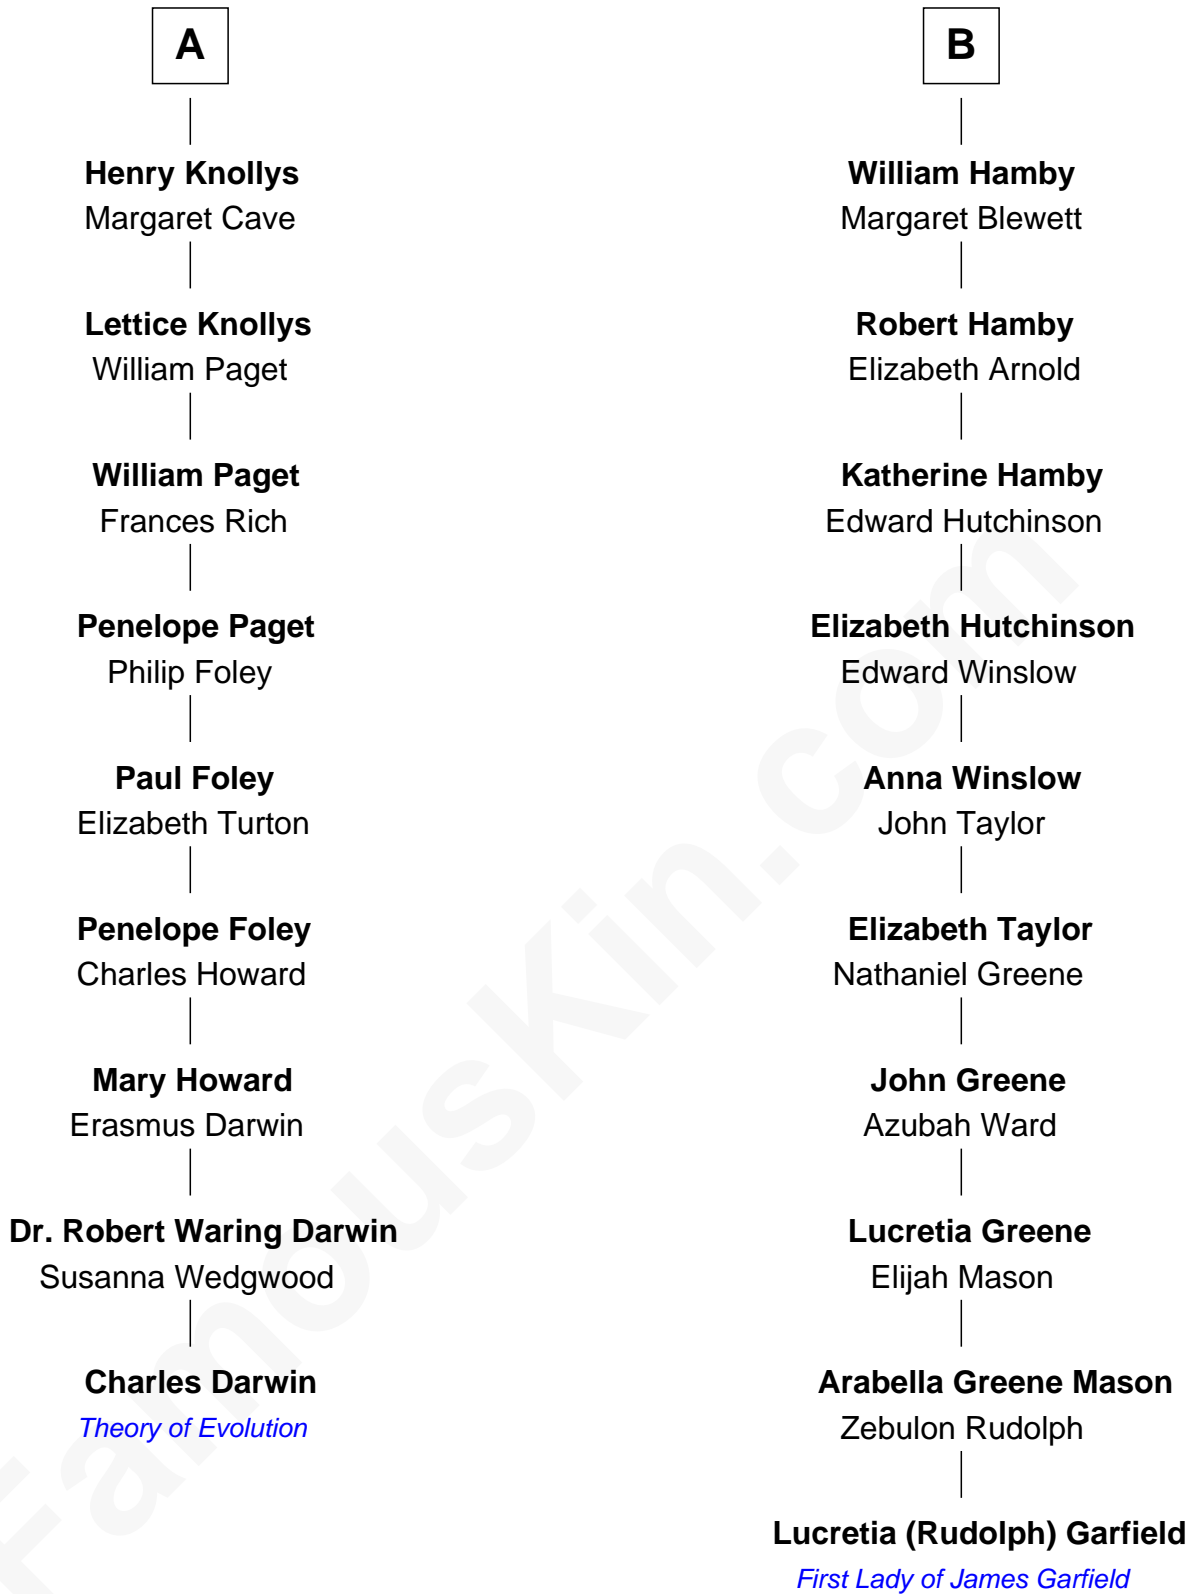 A
Henry Knollys
Margaret Cave
Lettice Knollys
William Paget
William Paget
Frances Rich
Penelope Paget
Philip Foley
Paul Foley
Elizabeth Turton
Penelope Foley
Charles Howard
Mary Howard
Erasmus Darwin
Dr. Robert Waring Darwin
Susanna Wedgwood
Charles Darwin
Theory of Evolution
B
William Hamby
Margaret Blewett
Robert Hamby
Elizabeth Arnold
Katherine Hamby
Edward Hutchinson
Elizabeth Hutchinson
Edward Winslow
Anna Winslow
John Taylor
Elizabeth Taylor
Nathaniel Greene
John Greene
Azubah Ward
Lucretia Greene
Elijah Mason
Arabella Greene Mason
Zebulon Rudolph
Lucretia (Rudolph) Garfield
First Lady of James Garfield
FamousKin.com